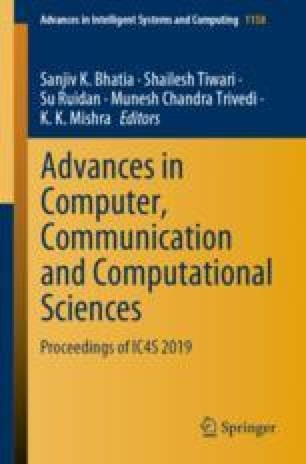 Advances in Intelligent Systems and Computing 1158
Sanjiv K. Bhatia · Shailesh Tiwari ·
Su Ruidan · Munesh Chandra Trivedi ·
K. K. Mishra Editors
Advances in
Computer,
Communication
and Computational
Sciences
Proceedings of IC4S 2019
Springer